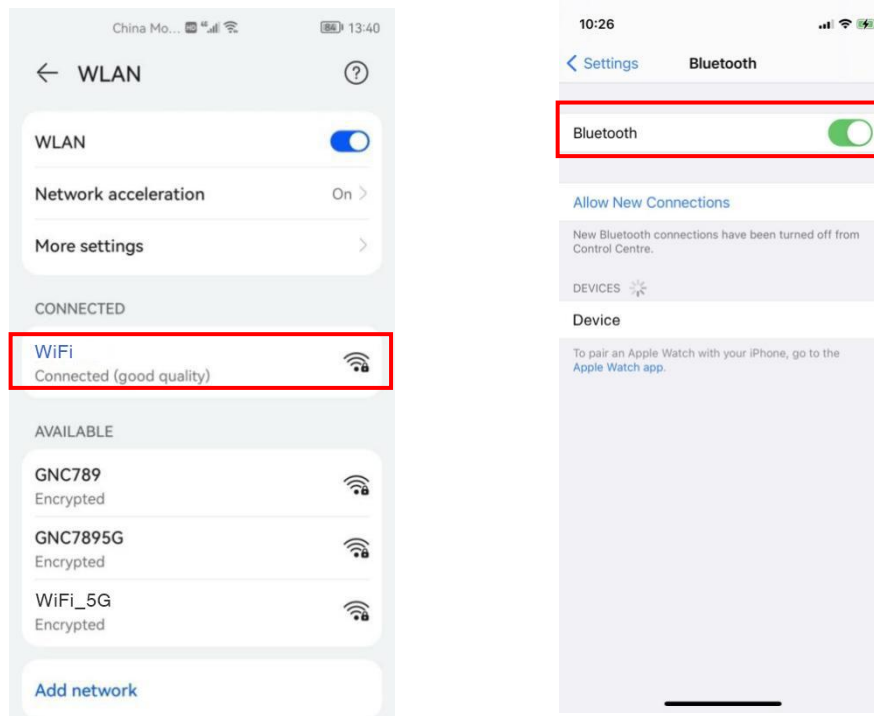 China Mo... HD 84 13:40
WLAN
WLAN
Network acceleration On
More settings
CONNECTED
WiFi
Connected (good quality)
AVAILABLE
GNC789
Encrypted
GNC7895G
Encrypted
WiFi_5G
Encrypted
Add network
10:26
Settings Bluetooth
Bluetooth
Allow New Connections
New Bluetooth connections have been turned off from
Control Centre.
DEVICES
Device
To pair an Apple Watch with your iPhone, go to the
Apple Watch app.